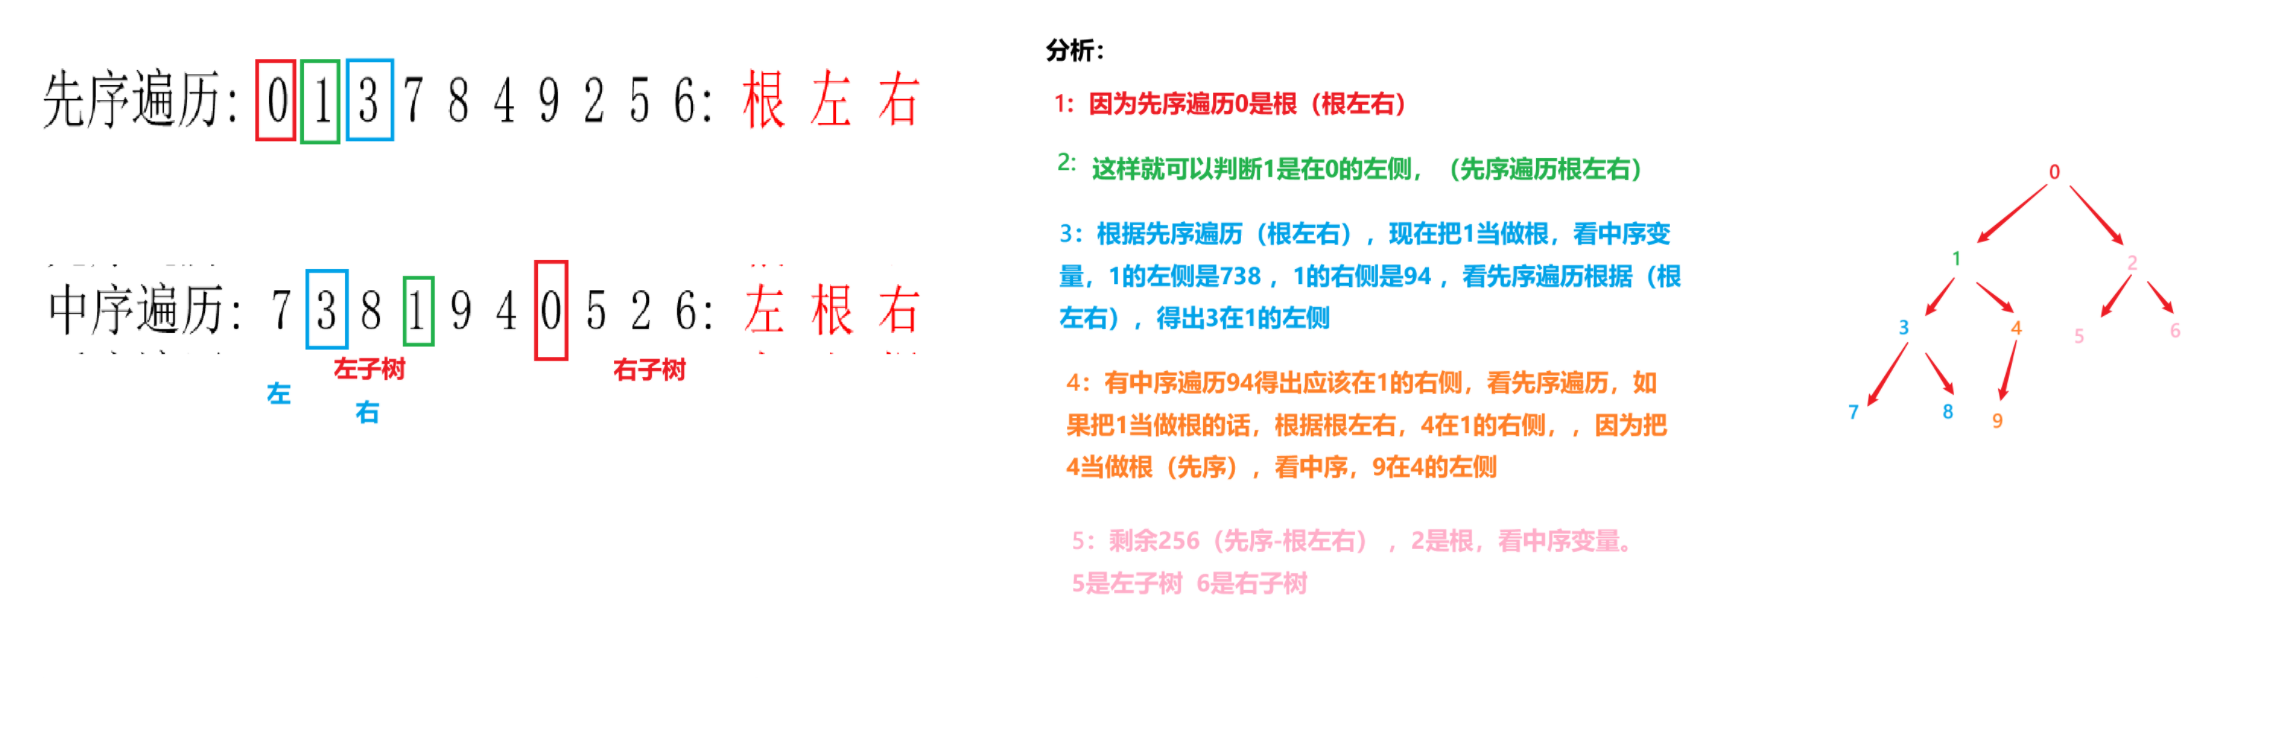 先序遍历: 0 1 3 7 8 4 9 2 5 6: 根 左 右
中序遍历: 7 3 8 1 9 4 0 5 2 6: 左 根 右
左子树
右子树
左
右
分析：
1：因为先序遍历0是根（根左右）
2: 这样就可以判断1是在0的左侧，（先序遍历根左右）
3：根据先序遍历（根左右），现在把1当做根，看中序变
量，1的左侧是738 ，1的右侧是94 ，看先序遍历根据（根
左右），得出3在1的左侧
4：有中序遍历94得出应该在1的右侧，看先序遍历，如
果把1当做根的话，根据根左右，4在1的右侧，，因为把
4当做根（先序），看中序，9在4的左侧
5：剩余256（先序-根左右） ，2是根，看中序变量。
5是左子树 6是右子树
0
1 2
3 4 5 6
7 8 9